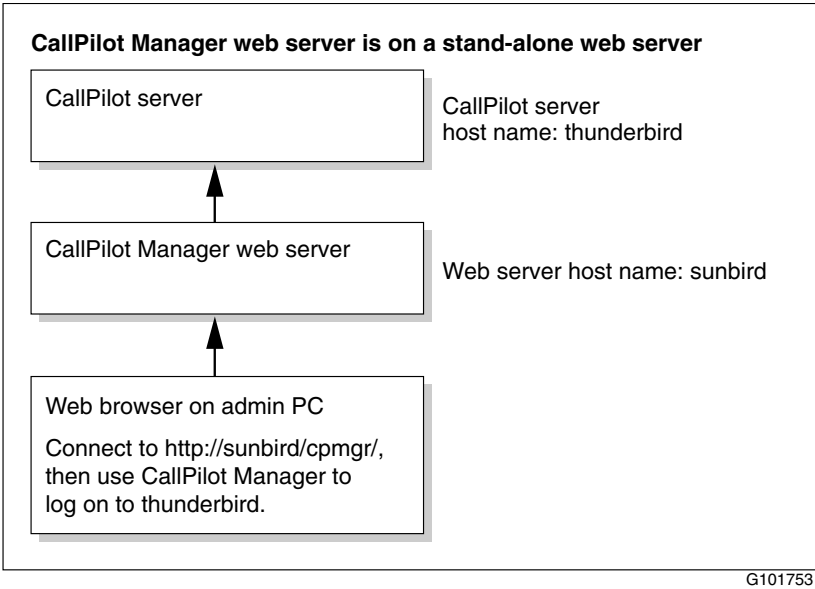 CallPilot Manager web server is on a stand-alone web server
CallPilot server
CallPilot server
host name: thunderbird
CallPilot Manager web server
Web server host name: sunbird
Web browser on admin PC
Connect to http://sunbird/cpmgr/,
then use CallPilot Manager to
log on to thunderbird.
G101753